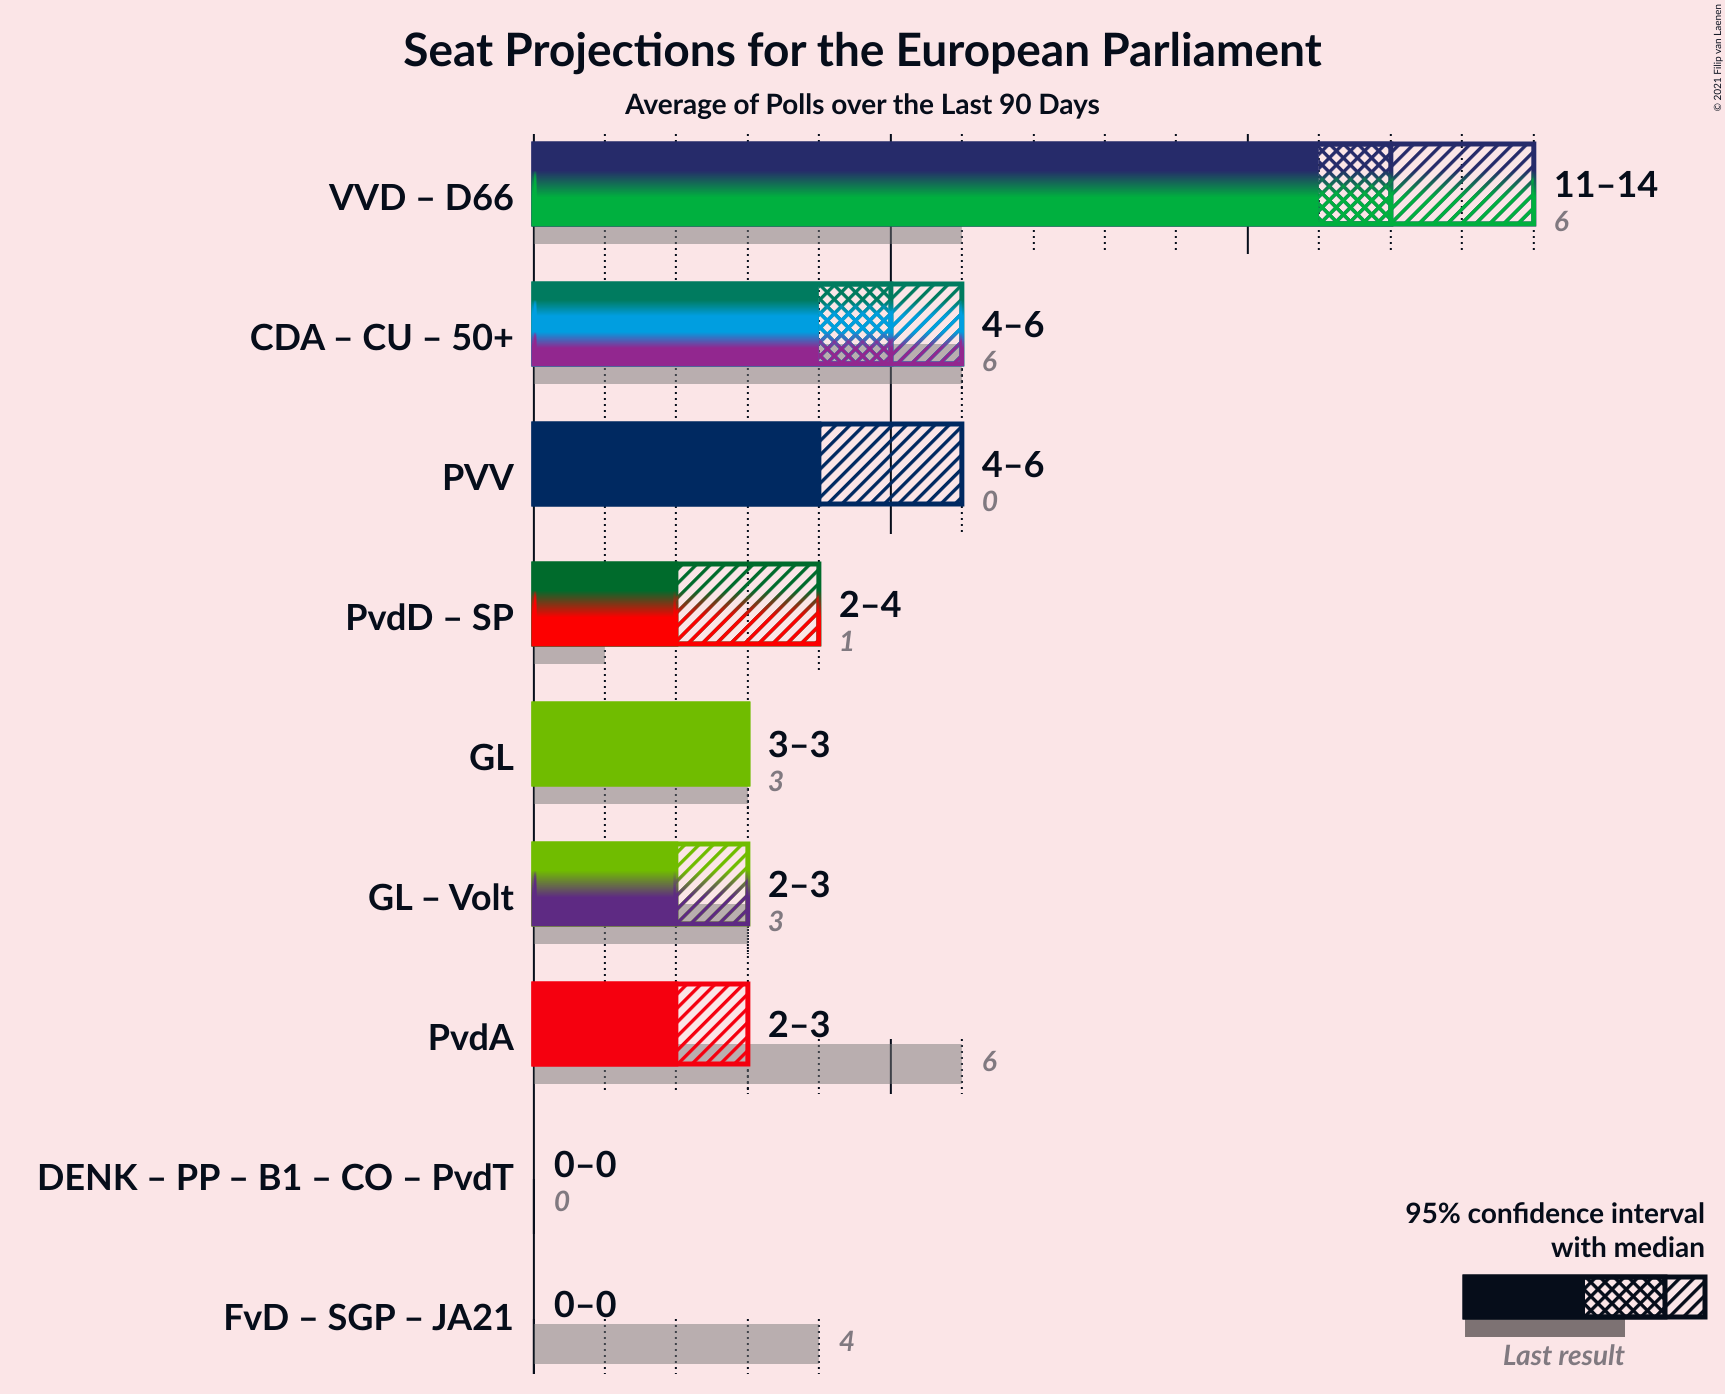 Seat Projections for the European Parliament
Average of Polls over the Last 90 Days
© 2021 Filip van Laenen
VVD – D66
11–14
6
CDA – CU – 50+
4–6
6
PVV
4–6
0
PvdD – SP
2–4
1
GL
3–3
3
GL – Volt
2–3
3
PvdA
2–3
6
DENK – PP – B1 – CO – PvdT
0–0
0
FvD – SGP – JA21
0–0
4
95% confidence interval
with median
Last result